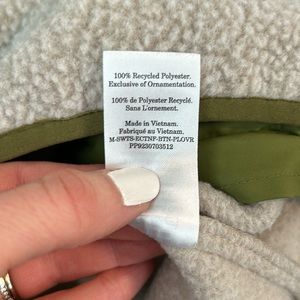 100% Recycled Polyester.
Exclusive of Ornamentation.
100% de Polyester Recyclé.
Sans L'ornement.
Made in Vietnam.
Fabriqué au Vietnam.
M-SWTS-ECTNF-BTN-PLOVR
PP9230703512